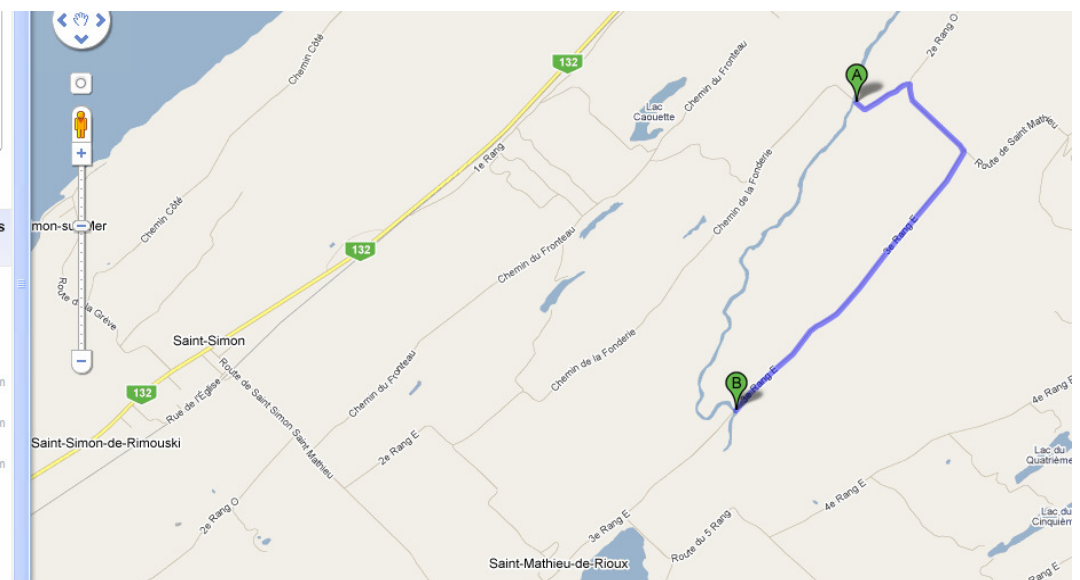 2e Rang O
Chemin Côté
132
A
Chemin du Fronteau
Lac
Caouette
1e Rang
Route de Saint Mathieu
Chemin de la Fonderie
Chemin Côté
132
3e Rang E
Chemin du Fronteau
Route de la Grève
Saint-Simon
Chemin de la Fonderie
B
3e Rang E
132
Rue de l'Église
Route de Saint Simon Saint Mathieu
Chemin du Fronteau
4e Rang E
Saint-Simon-de-Rimouski
2e Rang E
Lac du
Quatrième
4e Rang E
2e Rang O
3e Rang E
Route du 5 Rang
Lac du
Cinquième
Saint-Mathieu-de-Rioux